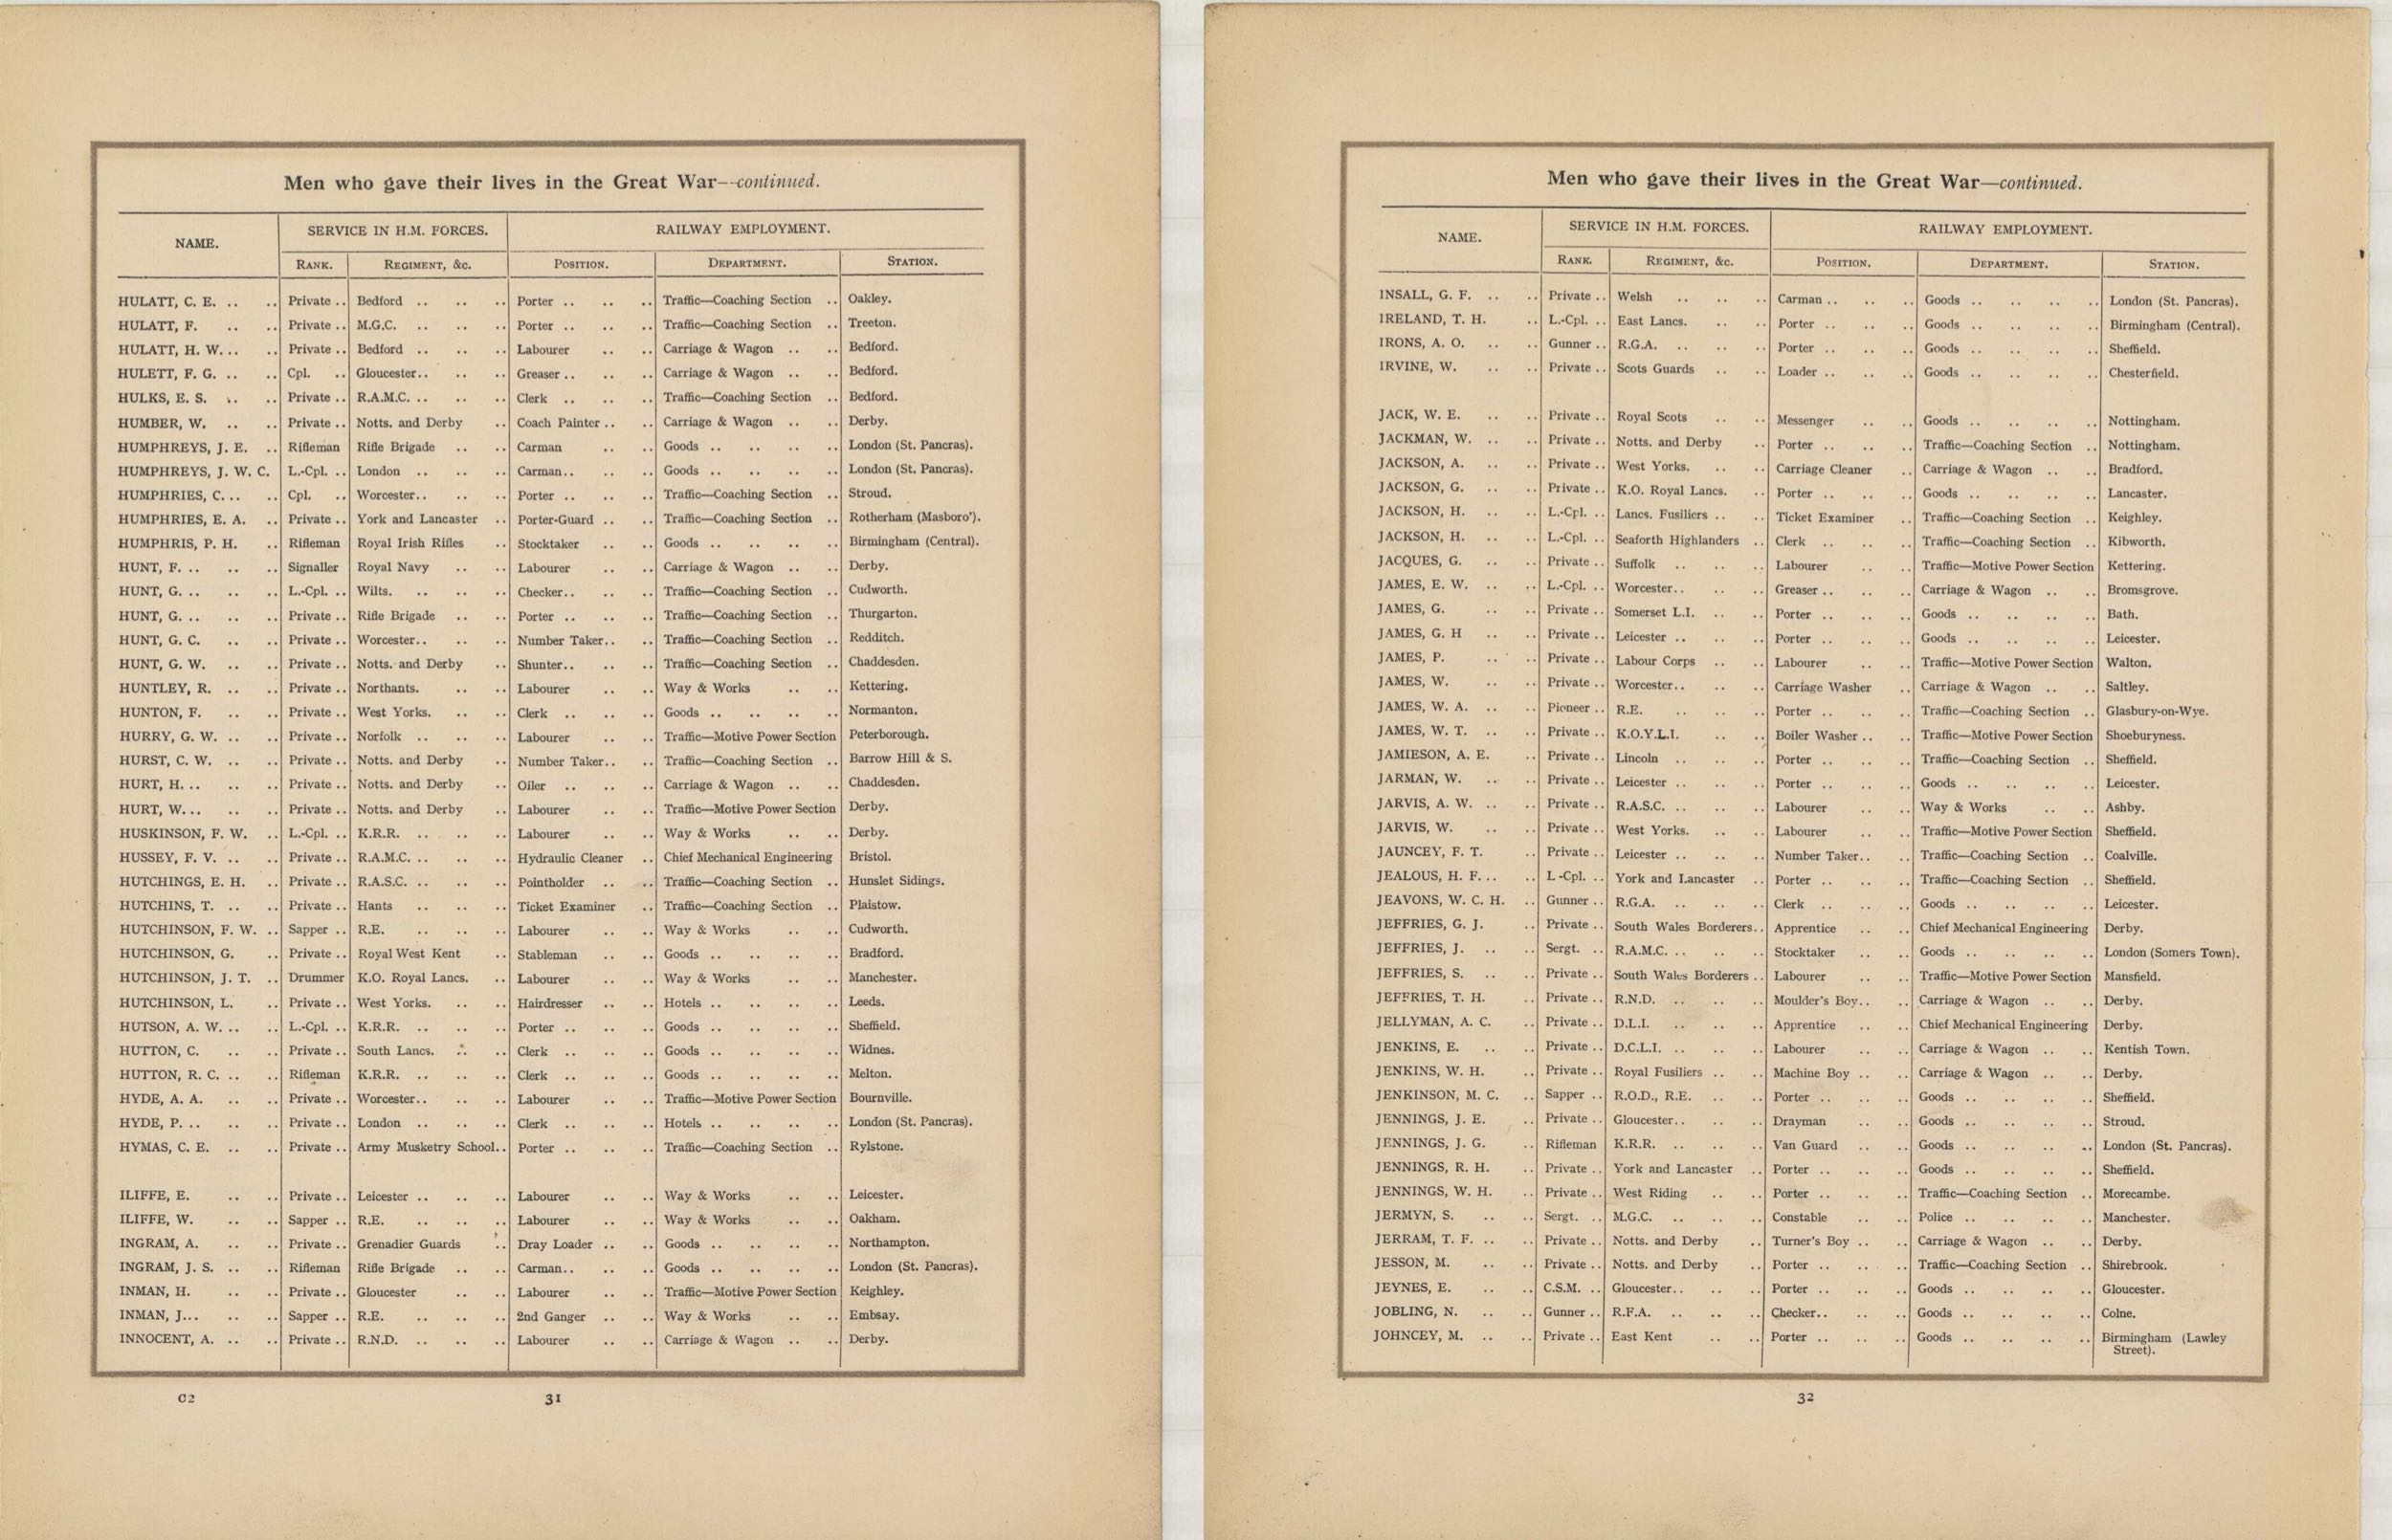 Men who gave their lives in the Great War—continued.
NAME. SERVICE IN H.M. FORCES. RAILWAY EMPLOYMENT.
RANK. REGIMENT, &c. POSITION. DEPARTMENT. STATION.
HULATT, C. E. .. .. Private .. Bedford .. .. .. Porter .. .. .. Traffic—Coaching Section .. Oakley.
HULATT, F. .. .. Private .. M.G.C. .. .. .. Porter .. .. .. Traffic—Coaching Section .. Treeton.
HULATT, H. W... .. Private .. Bedford .. .. .. Labourer .. .. Carriage & Wagon .. .. Bedford.
HULETT, F. G. .. .. Cpl. .. Gloucester.. .. .. Greaser .. .. .. Carriage & Wagon .. .. Bedford.
HULKS, E. S. .. .. Private .. R.A.M.C. .. .. .. Clerk .. .. .. Traffic—Coaching Section .. Bedford.
HUMBER, W. .. .. Private .. Notts. and Derby .. Coach Painter .. .. Carriage & Wagon .. .. Derby.
HUMPHREYS, J. E. .. Rifleman Rifle Brigade .. .. Carman .. .. Goods .. .. .. .. London (St. Pancras).
HUMPHREYS, J. W. C. L.-Cpl. .. London .. .. .. Carman.. .. .. Goods .. .. .. .. London (St. Pancras).
HUMPHRIES, C. .. .. Cpl. .. Worcester.. .. .. Porter .. .. .. Traffic—Coaching Section .. Stroud.
HUMPHRIES, E. A. .. Private .. York and Lancaster .. Porter-Guard .. .. Traffic—Coaching Section .. Rotherham (Masboro').
HUMPHRIS, P. H. .. Rifleman Royal Irish Rifles .. Stocktaker .. .. Goods .. .. .. .. Birmingham (Central).
HUNT, F. .. .. .. Signaller Royal Navy .. .. Labourer .. .. Carriage & Wagon .. .. Derby.
HUNT, G. .. .. .. L.-Cpl. .. Wilts. .. .. .. Checker.. .. .. Traffic—Coaching Section .. Cudworth.
HUNT, G. .. .. .. Private .. Rifle Brigade .. .. Porter .. .. .. Traffic—Coaching Section .. Thurgarton.
HUNT, G. C. .. .. Private .. Worcester.. .. .. Number Taker.. .. Traffic—Coaching Section .. Redditch.
HUNT, G. W. .. .. Private .. Notts. and Derby .. Shunter.. .. .. Traffic—Coaching Section .. Chaddesden.
HUNTLEY, R. .. .. Private .. Northants. .. .. Labourer .. .. Way & Works .. .. Kettering.
HUNTON, F. .. .. Private .. West Yorks. .. .. Clerk .. .. .. Goods .. .. .. .. Normanton.
HURRY, G. W. .. .. Private .. Norfolk .. .. .. Labourer .. .. Traffic—Motive Power Section Peterborough.
HURST, C. W. .. .. Private .. Notts. and Derby .. Number Taker.. .. Traffic—Coaching Section .. Barrow Hill & S.
HURT, H. .. .. .. Private .. Notts. and Derby .. Oiler .. .. .. Carriage & Wagon .. .. Chaddesden.
HURT, W... .. .. Private .. Notts. and Derby .. Labourer .. .. Traffic—Motive Power Section Derby.
HUSKINSON, F. W. .. L.-Cpl. .. K.R.R. .. .. .. Labourer .. .. Way & Works .. .. Derby.
HUSSEY, F. V. .. .. Private .. R.A.M.C. .. .. .. Hydraulic Cleaner .. Chief Mechanical Engineering Bristol.
HUTCHINGS, E. H. .. Private .. R.A.S.C. .. .. .. Pointholder .. .. Traffic—Coaching Section .. Hunslet Sidings.
HUTCHINS, T. .. .. Private .. Hants .. .. .. Ticket Examiner .. Traffic—Coaching Section .. Plaistow.
HUTCHINSON, F. W. .. Sapper .. R.E. .. .. .. Labourer .. .. Way & Works .. .. Cudworth.
HUTCHINSON, G. .. Private .. Royal West Kent .. Stableman .. .. Goods .. .. .. .. Bradford.
HUTCHINSON, J. T. .. Drummer K.O. Royal Lancs. .. Labourer .. .. Way & Works .. .. Manchester.
HUTCHINSON, L. .. Private .. West Yorks. .. .. Hairdresser .. .. Hotels .. .. .. .. Leeds.
HUTSON, A. W. .. .. L.-Cpl. .. K.R.R. .. .. .. Porter .. .. .. Goods .. .. .. .. Sheffield.
HUTTON, C. .. .. Private .. South Lancs. .. .. Clerk .. .. .. Goods .. .. .. .. Widnes.
HUTTON, R. C. .. .. Rifleman K.R.R. .. .. .. Clerk .. .. .. Goods .. .. .. .. Melton.
HYDE, A. A. .. .. Private .. Worcester.. .. .. Labourer .. .. Traffic—Motive Power Section Bournville.
HYDE, P. .. .. .. Private .. London .. .. .. Clerk .. .. .. Hotels .. .. .. .. London (St. Pancras).
HYMAS, C. E. .. .. Private .. Army Musketry School.. Porter .. .. .. Traffic—Coaching Section .. Rylstone.
ILIFFE, E. .. .. Private .. Leicester .. .. .. Labourer .. .. Way & Works .. .. Leicester.
ILIFFE, W. .. .. Sapper .. R.E. .. .. .. Labourer .. .. Way & Works .. .. Oakham.
INGRAM, A. .. .. Private .. Grenadier Guards .. Dray Loader .. .. Goods .. .. .. .. Northampton.
INGRAM, J. S. .. .. Rifleman Rifle Brigade .. .. Carman.. .. .. Goods .. .. .. .. London (St. Pancras).
INMAN, H. .. .. Private .. Gloucester .. .. Labourer .. .. Traffic—Motive Power Section Keighley.
INMAN, J... .. .. Sapper .. R.E. .. .. .. 2nd Ganger .. .. Way & Works .. .. Embsay.
INNOCENT, A. .. .. Private .. R.N.D. .. .. .. Labourer .. .. Carriage & Wagon .. .. Derby.
C2 31
Men who gave their lives in the Great War—continued.
NAME. SERVICE IN H.M. FORCES. RAILWAY EMPLOYMENT.
RANK. REGIMENT, &c. POSITION. DEPARTMENT. STATION.
INSALL, G. F. .. .. Private .. Welsh .. .. .. Carman .. .. .. Goods .. .. .. .. London (St. Pancras).
IRELAND, T. H. .. L.-Cpl. .. East Lancs. .. .. Porter .. .. .. Goods .. .. .. .. Birmingham (Central).
IRONS, A. O. .. .. Gunner .. R.G.A. .. .. .. Porter .. .. .. Goods .. .. .. .. Sheffield.
IRVINE, W. .. .. Private .. Scots Guards .. .. Loader .. .. .. Goods .. .. .. .. Chesterfield.
JACK, W. E. .. .. Private .. Royal Scots .. .. Messenger .. .. Goods .. .. .. .. Nottingham.
JACKMAN, W. .. .. Private .. Notts. and Derby .. Porter .. .. .. Traffic—Coaching Section .. Nottingham.
JACKSON, A. .. .. Private .. West Yorks. .. .. Carriage Cleaner .. Carriage & Wagon .. .. Bradford.
JACKSON, G. .. .. Private .. K.O. Royal Lancs. .. Porter .. .. .. Goods .. .. .. .. Lancaster.
JACKSON, H. .. .. L.-Cpl. .. Lancs. Fusiliers .. .. Ticket Examiner .. Traffic—Coaching Section .. Keighley.
JACKSON, H. .. .. L.-Cpl. .. Seaforth Highlanders .. Clerk .. .. .. Traffic—Coaching Section .. Kibworth.
JACQUES, G. .. .. Private .. Suffolk .. .. .. Labourer .. .. Traffic—Motive Power Section Kettering.
JAMES, E. W. .. .. L.-Cpl. .. Worcester.. .. .. Greaser .. .. .. Carriage & Wagon .. .. Bromsgrove.
JAMES, G. .. .. Private .. Somerset L.I. .. .. Porter .. .. .. Goods .. .. .. .. Bath.
JAMES, G. H .. .. Private .. Leicester .. .. .. Porter .. .. .. Goods .. .. .. .. Leicester.
JAMES, P. .. .. Private .. Labour Corps .. .. Labourer .. .. Traffic—Motive Power Section Walton.
JAMES, W. .. .. Private .. Worcester.. .. .. Carriage Washer .. Carriage & Wagon .. .. Saltley.
JAMES, W. A. .. .. Pioneer .. R.E. .. .. .. Porter .. .. .. Traffic—Coaching Section .. Glasbury-on-Wye.
JAMES, W. T. .. .. Private .. K.O.Y.L.I. .. .. Boiler Washer .. .. Traffic—Motive Power Section Shoeburyness.
JAMIESON, A. E. .. Private .. Lincoln .. .. .. Porter .. .. .. Traffic—Coaching Section .. Sheffield.
JARMAN, W. .. .. Private .. Leicester .. .. .. Porter .. .. .. Goods .. .. .. .. Leicester.
JARVIS, A. W. .. .. Private .. R.A.S.C. .. .. .. Labourer .. .. Way & Works .. .. Ashby.
JARVIS, W. .. .. Private .. West Yorks. .. .. Labourer .. .. Traffic—Motive Power Section Sheffield.
JAUNCEY, F. T. .. Private .. Leicester .. .. .. Number Taker.. .. Traffic—Coaching Section .. Coalville.
JEALOUS, H. F. .. .. L -Cpl. .. York and Lancaster .. Porter .. .. .. Traffic—Coaching Section .. Sheffield.
JEAVONS, W. C. H. .. Gunner .. R.G.A. .. .. .. Clerk .. .. .. Goods .. .. .. .. Leicester.
JEFFRIES, G. J. .. Private .. South Wales Borderers.. Apprentice .. .. Chief Mechanical Engineering Derby.
JEFFRIES, J. .. .. Sergt. .. R.A.M.C. .. .. .. Stocktaker .. .. Goods .. .. .. .. London (Somers Town).
JEFFRIES, S. .. .. Private .. South Wales Borderers .. Labourer .. .. Traffic—Motive Power Section Mansfield.
JEFFRIES, T. H. .. Private .. R.N.D. .. .. .. Moulder's Boy.. .. Carriage & Wagon .. .. Derby.
JELLYMAN, A. C. .. Private .. D.L.I. .. .. .. Apprentice .. .. Chief Mechanical Engineering Derby.
JENKINS, E. .. .. Private .. D.C.L.I. .. .. .. Labourer .. .. Carriage & Wagon .. .. Kentish Town.
JENKINS, W. H. .. Private .. Royal Fusiliers .. .. Machine Boy .. .. Carriage & Wagon .. .. Derby.
JENKINSON, M. C. .. Sapper .. R.O.D., R.E. .. .. Porter .. .. .. Goods .. .. .. .. Sheffield.
JENNINGS, J. E. .. Private .. Gloucester.. .. .. Drayman .. .. Goods .. .. .. .. Stroud.
JENNINGS, J. G. .. Rifleman K.R.R. .. .. .. Van Guard .. .. Goods .. .. .. .. London (St. Pancras).
JENNINGS, R. H. .. Private .. York and Lancaster .. Porter .. .. .. Goods .. .. .. .. Sheffield.
JENNINGS, W. H. .. Private .. West Riding .. .. Porter .. .. .. Traffic—Coaching Section .. Morecambe.
JERMYN, S. .. .. Sergt. .. M.G.C. .. .. .. Constable .. .. Police .. .. .. .. Manchester.
JERRAM, T. F. .. .. Private .. Notts. and Derby .. Turner's Boy .. .. Carriage & Wagon .. .. Derby.
JESSON, M. .. .. Private .. Notts. and Derby .. Porter .. .. .. Traffic—Coaching Section .. Shirebrook.
JEYNES, E. .. .. C.S.M. .. Gloucester.. .. .. Porter .. .. .. Goods .. .. .. .. Gloucester.
JOBLING, N. .. .. Gunner .. R.F.A. .. .. .. Checker.. .. .. Goods .. .. .. .. Colne.
JOHNCEY, M. .. .. Private .. East Kent .. .. Porter .. .. .. Goods .. .. .. .. Birmingham (Lawley
Street).
32